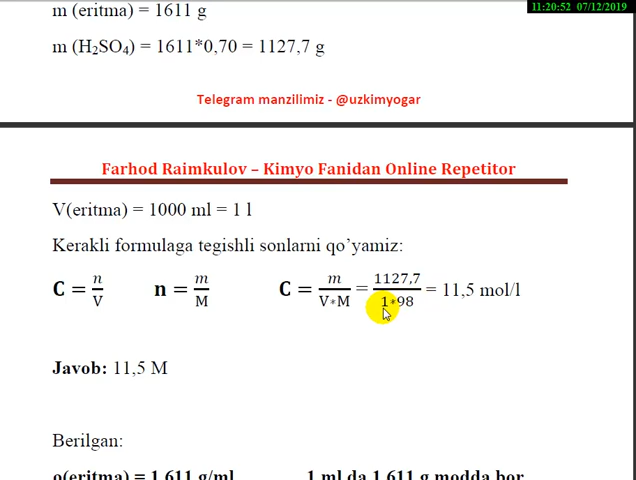 11:20:52 07/12/2019
m (eritma) = 1611 g
m (H₂SO₄) = 1611*0,70 = 1127,7 g
Telegram manzilimiz - @uzkimyogar
Farhod Raimkulov – Kimyo Fanidan Online Repetitor
V(eritma) = 1000 ml = 1 l
Kerakli formulaga tegishli sonlarni qo’yamiz:
C = n/V n = m/M C = m/V*M = 1127,7/1*98 = 11,5 mol/l
Javob: 11,5 M
Berilgan:
ρ(eritma) = 1,611 g/ml 1 ml da 1,611 g modda bor